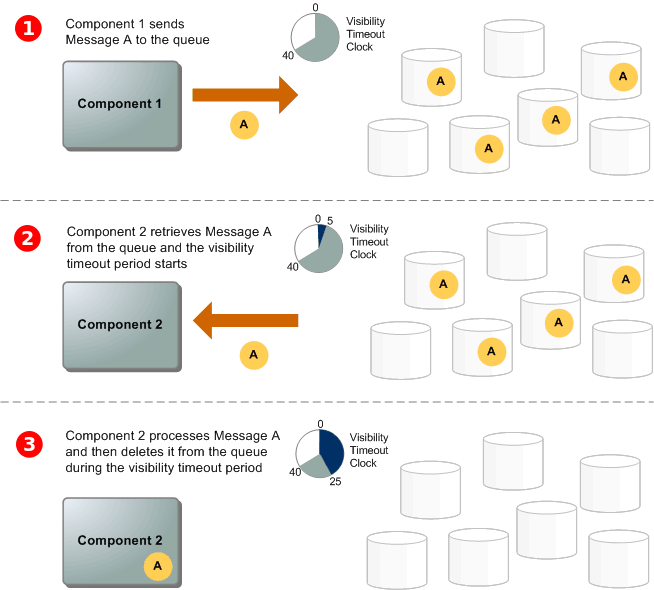 1
Component 1 sends
Message A to the queue
0
40
Visibility
Timeout
Clock
Component 1
A
A
A
A
A
2
Component 2 retrieves Message A
from the queue and the visibility
timeout period starts
0 5
40
Visibility
Timeout
Clock
Component 2
A
A
A
A
A
3
Component 2 processes Message A
and then deletes it from the queue
during the visibility timeout period
0
40
25
Visibility
Timeout
Clock
Component 2
A